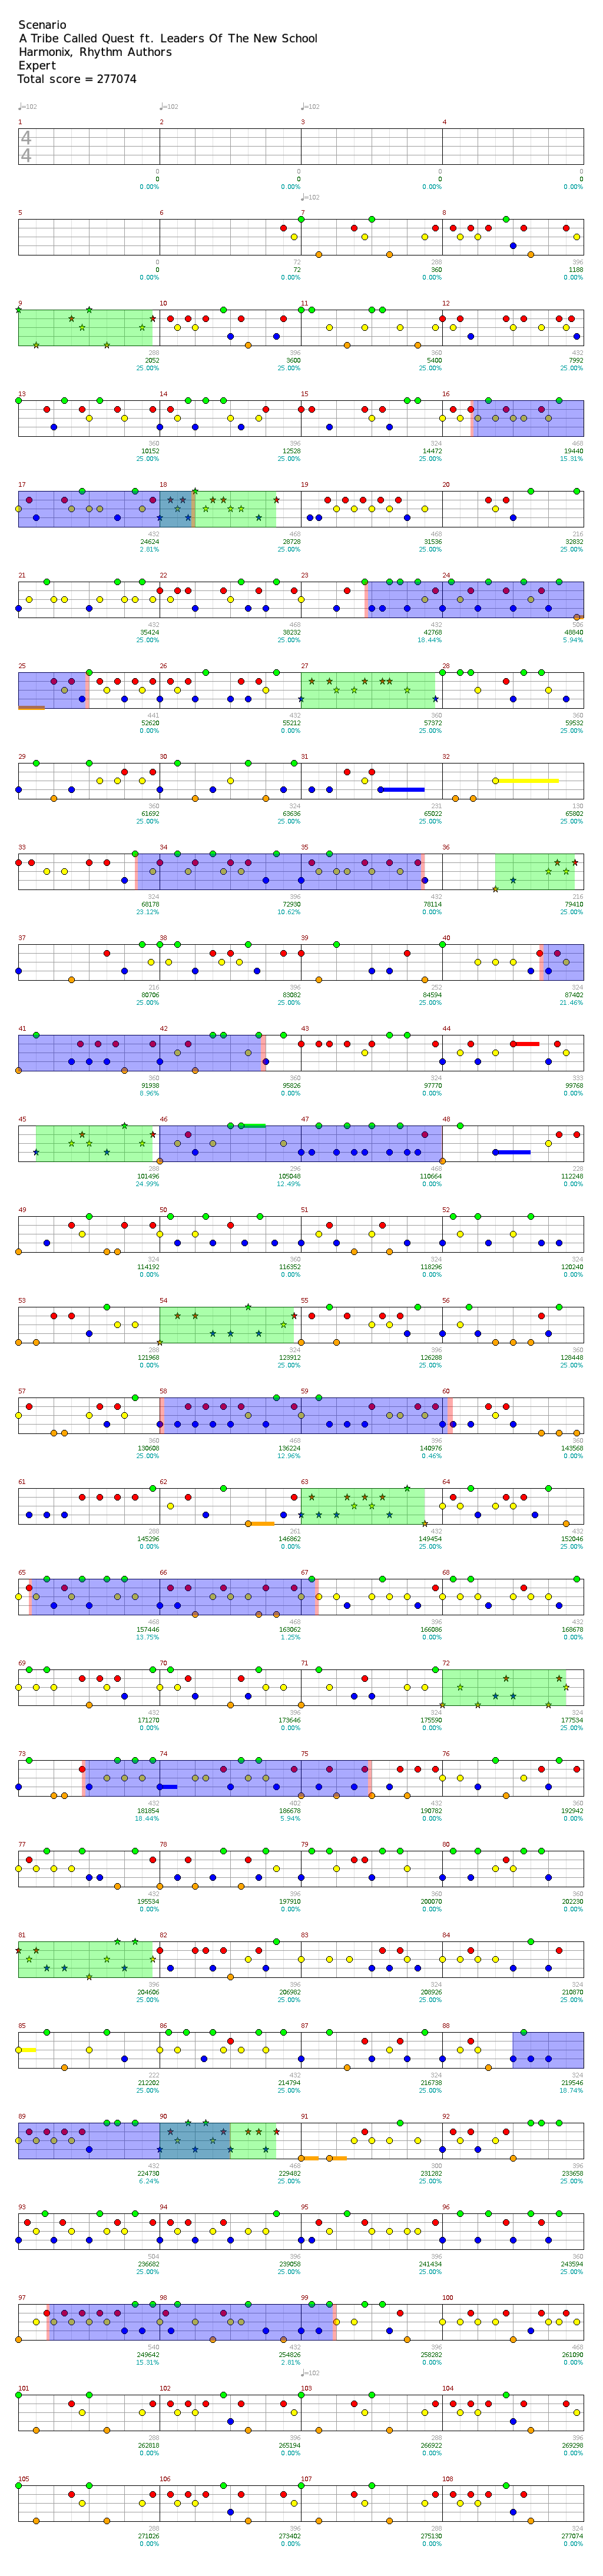 Scenario
A Tribe Called Quest ft. Leaders Of The New School
Harmonix, Rhythm Authors
Expert
Total score = 277074
♩=102 ♩=102 ♩=102
1 2 3 4
4
4
0 0 0 0
0 0 0 0
0.00% 0.00% 0.00% 0.00%
♩=102
5 6 7 8
0 72 288 396
0 72 360 1188
0.00% 0.00% 0.00% 0.00%
9 10 11 12
288 396 360 432
2052 3600 5400 7992
25.00% 25.00% 25.00% 25.00%
13 14 15 16
360 396 360 468
10152 12528 14472 19440
25.00% 25.00% 25.00% 15.31%
17 18 19 20
432 468 468 216
24624 28728 31536 32832
2.81% 25.00% 25.00% 25.00%
21 22 23 24
432 468 432 506
35424 38232 42768 48840
25.00% 25.00% 18.44% 5.94%
25 26 27 28
441 432 360 360
52620 55212 57372 59532
0.00% 0.00% 25.00% 25.00%
29 30 31 32
360 324 231 130
61692 63636 65022 65802
25.00% 25.00% 25.00% 25.00%
33 34 35 36
324 396 432 216
68178 72930 78114 79410
23.12% 10.62% 0.00% 25.00%
37 38 39 40
216 396 252 324
80706 83082 84594 87402
25.00% 25.00% 25.00% 21.46%
41 42 43 44
360 360 324 333
91938 95826 97770 99768
8.96% 0.00% 0.00% 0.00%
45 46 47 48
288 296 468 228
101496 105048 110664 112248
24.99% 12.49% 0.00% 0.00%
49 50 51 52
324 360 324 324
114192 116352 118296 120240
0.00% 0.00% 0.00% 0.00%
53 54 55 56
288 324 396 360
121968 123912 126288 128448
0.00% 25.00% 25.00% 25.00%
57 58 59 60
360 468 396 360
130608 136224 140976 143568
25.00% 12.96% 0.46% 0.00%
61 62 63 64
288 261 432 432
145296 146862 149454 152046
0.00% 0.00% 25.00% 25.00%
65 66 67 68
468 468 396 432
157446 163062 166086 168678
13.75% 1.25% 0.00% 0.00%
69 70 71 72
432 396 324 324
171270 173646 175590 177534
0.00% 0.00% 0.00% 25.00%
73 74 75 76
432 402 432 360
181854 186678 190782 192942
18.44% 5.94% 0.00% 0.00%
77 78 79 80
432 396 360 360
195534 197910 200070 202230
0.00% 0.00% 0.00% 0.00%
81 82 83 84
396 396 324 324
204606 206982 208926 210870
25.00% 25.00% 25.00% 25.00%
85 86 87 88
222 432 324 324
212202 214794 216738 219546
25.00% 25.00% 25.00% 18.74%
89 90 91 92
432 468 300 396
224730 229482 231282 233658
6.24% 25.00% 25.00% 25.00%
93 94 95 96
504 396 396 360
236682 239058 241434 243594
25.00% 25.00% 25.00% 25.00%
97 98 99 100
540 432 396 468
249642 254826 258282 261090
15.31% 2.81% 0.00% 0.00%
♩=102
101 102 103 104
288 396 288 396
262818 265194 266922 269298
0.00% 0.00% 0.00% 0.00%
105 106 107 108
288 396 288 324
271026 273402 275130 277074
0.00% 0.00% 0.00% 0.00%